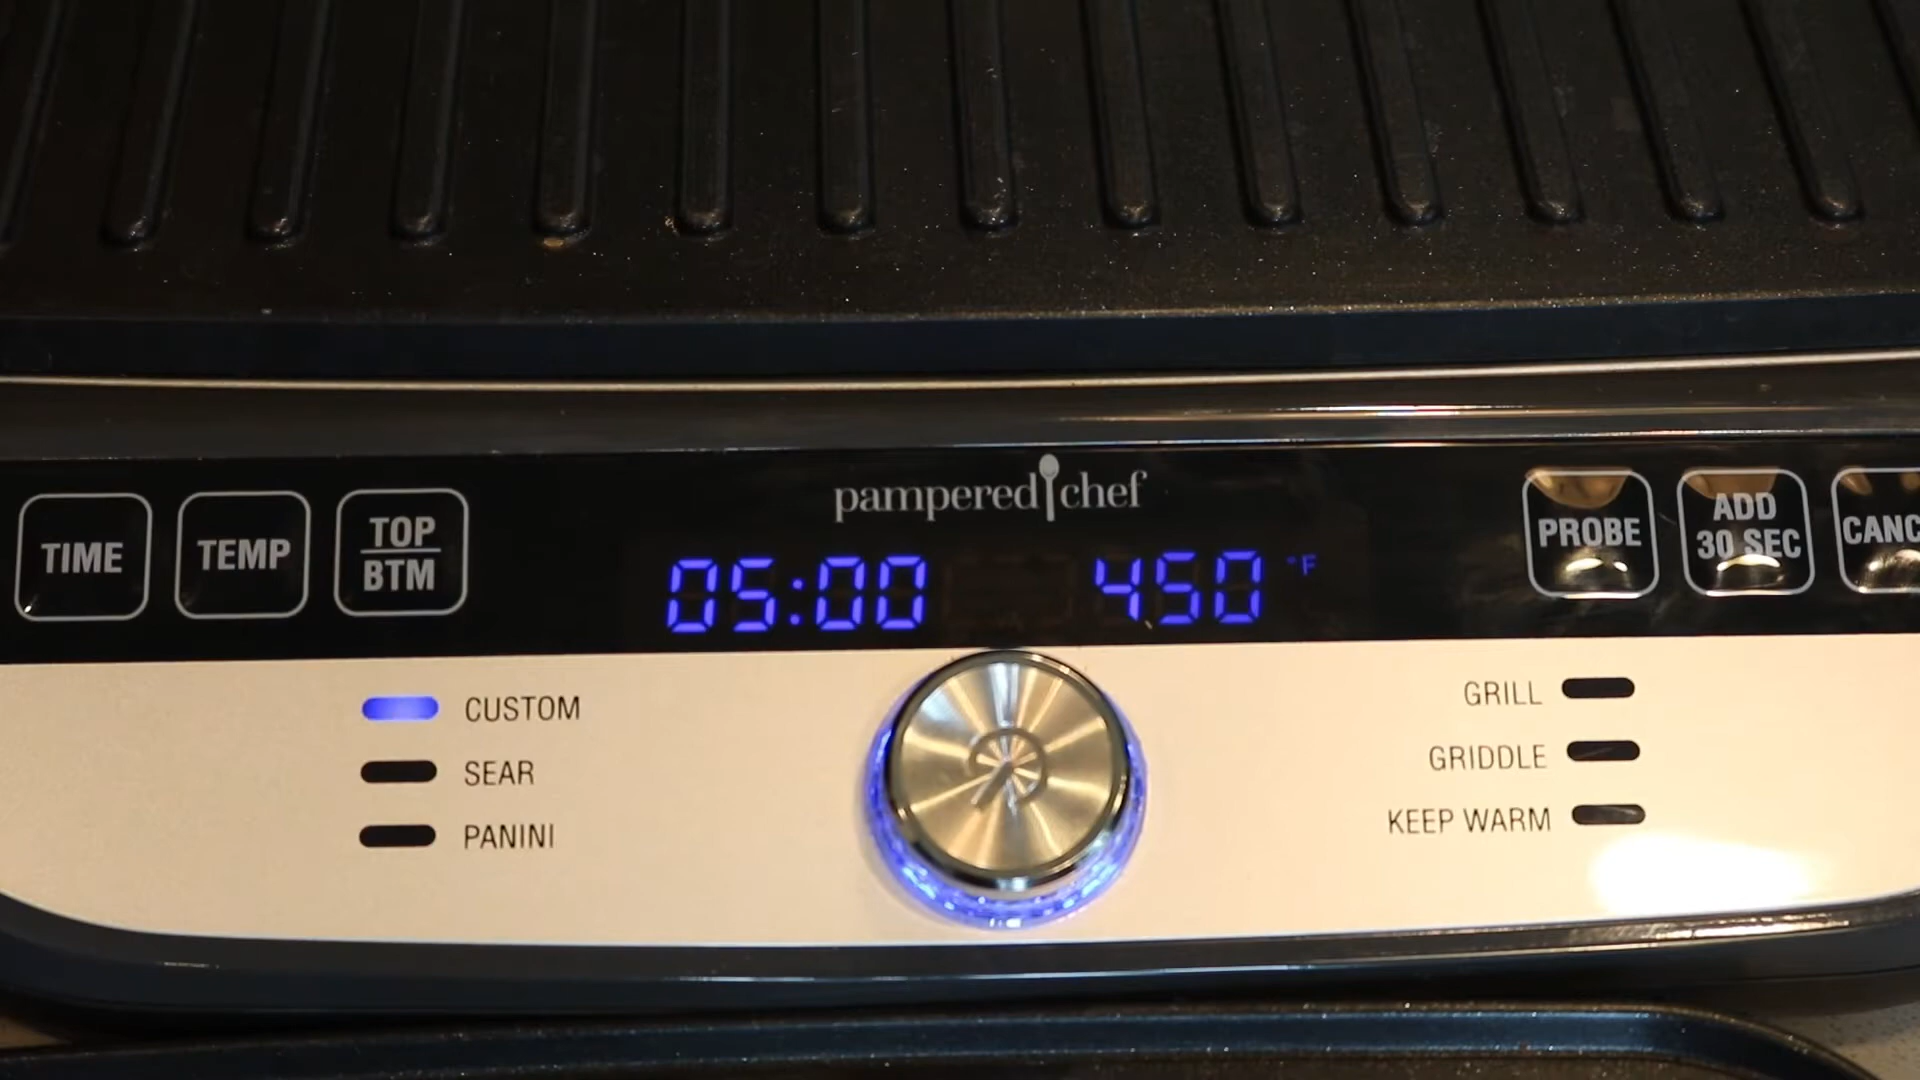 pampered chef
TIME
TEMP
TOP
BTM
05:00
450 °F
PROBE
ADD
30 SEC
CANC
CUSTOM
SEAR
PANINI
GRILL
GRIDDLE
KEEP WARM